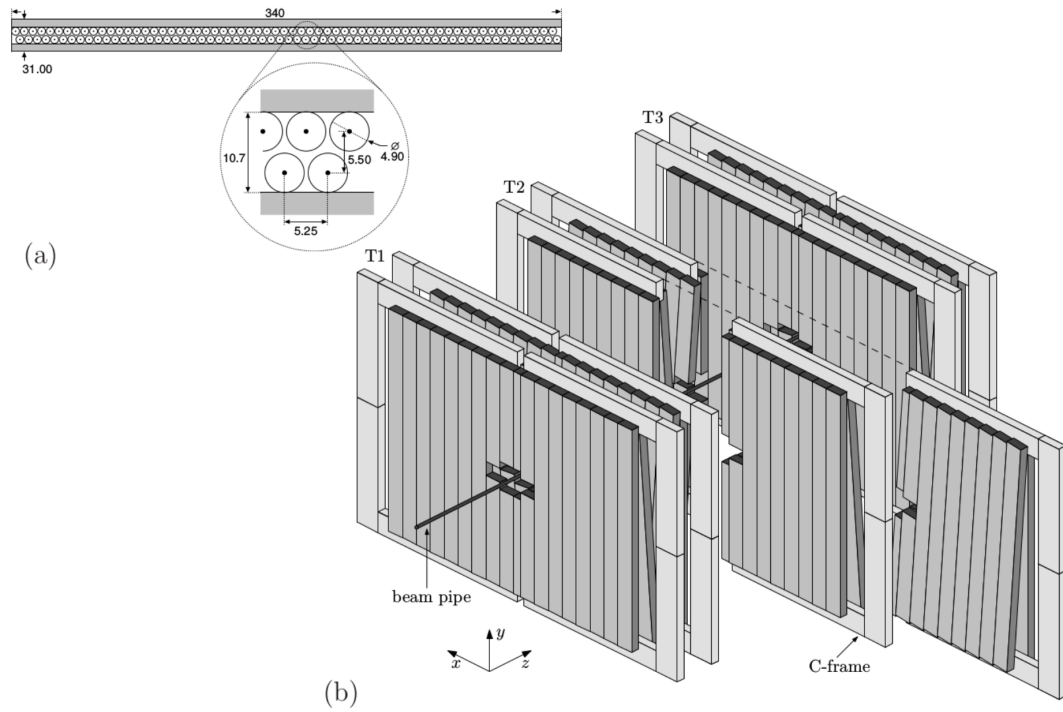 340
31.00
10.7
5.50
Ø
4.90
5.25
(a)
T3
T2
T1
beam pipe
y
x
z
C-frame
(b)